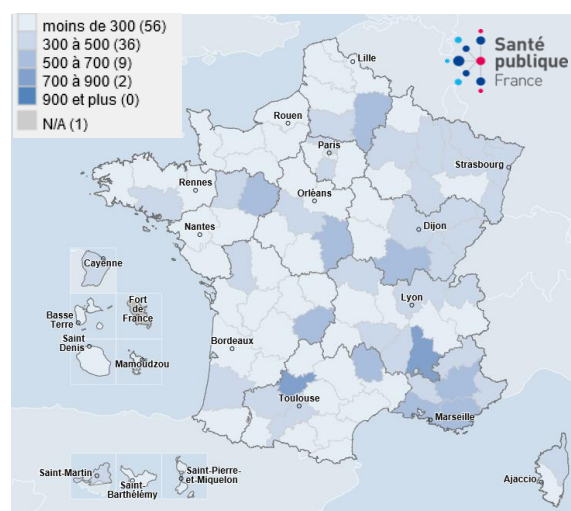 moins de 300 (56)
300 à 500 (36)
500 à 700 (9)
700 à 900 (2)
900 et plus (0)
N/A (1)
Santé
publique
France
Lille
Rouen
Paris
Strasbourg
Rennes
Orléans
Nantes
Dijon
Cayenne
Lyon
Basse
Terre
Fort
de
France
Saint
Denis
Mamoudzou
Bordeaux
Toulouse
Marseille
Saint-Martin
Saint-
Barthélémy
Saint-Pierre
et-Miquelon
Ajaccio